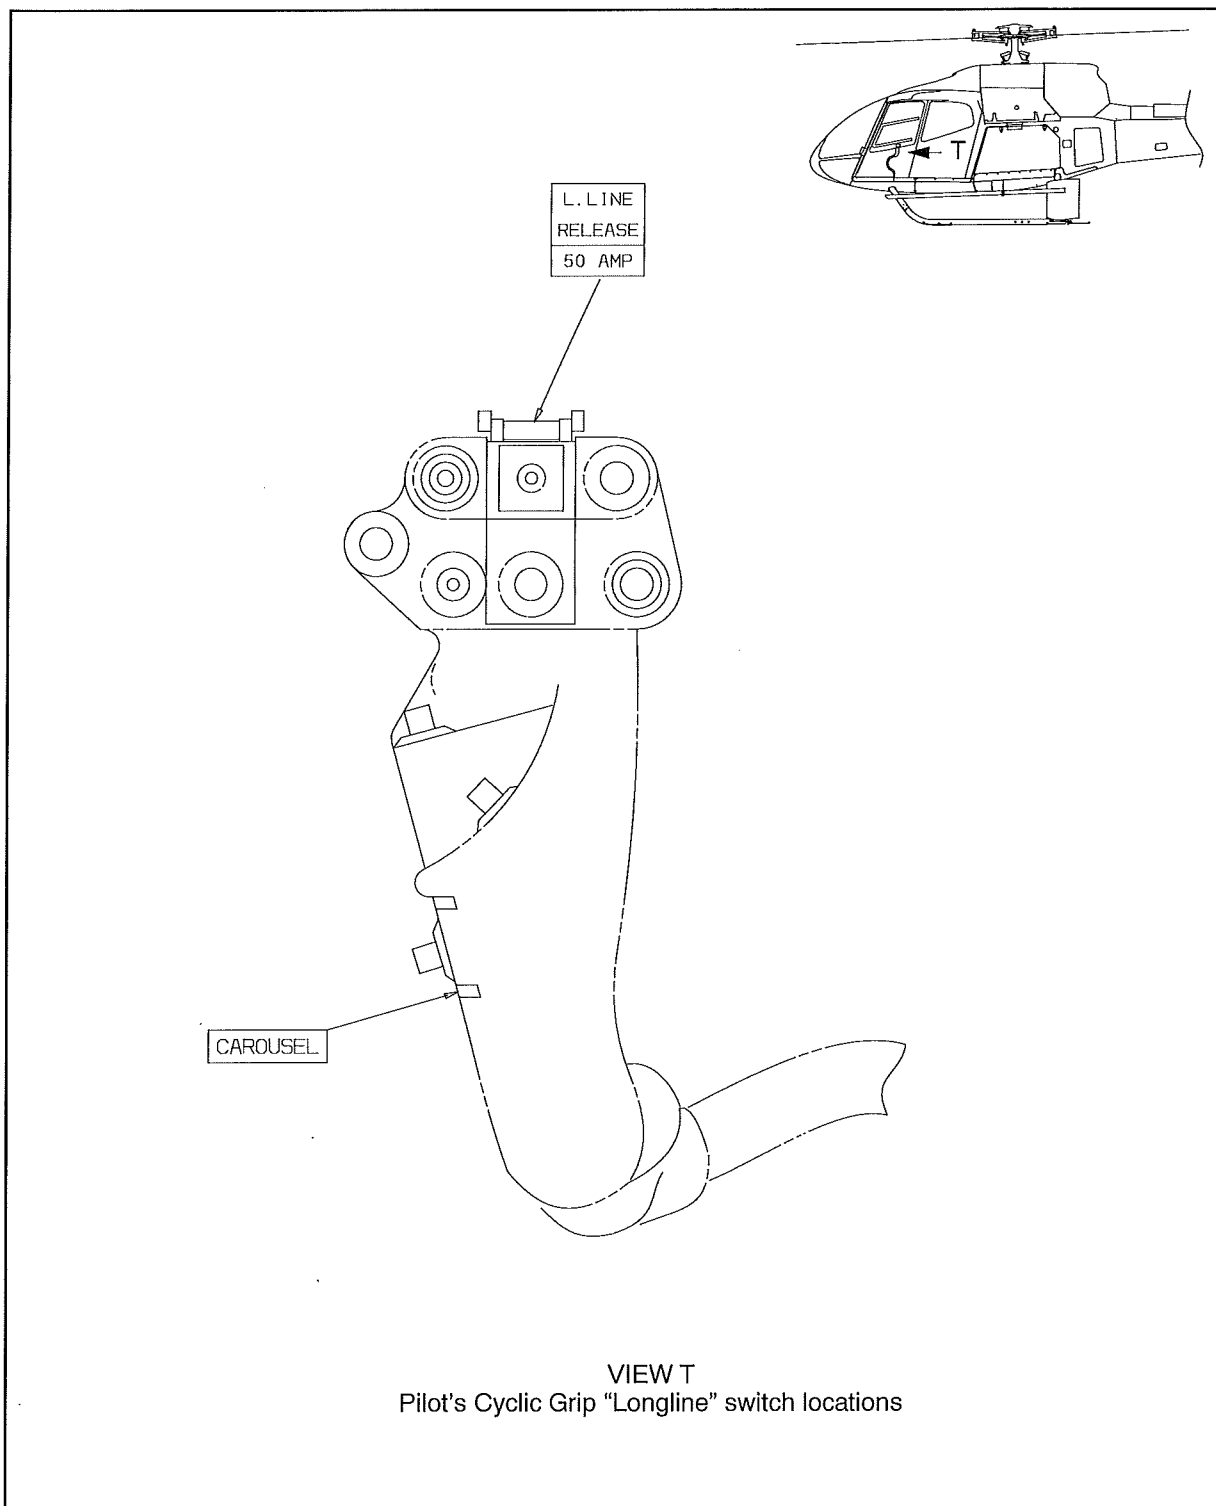 T
L.LINE
RELEASE
50 AMP
CAROUSEL
VIEW T
Pilot's Cyclic Grip “Longline” switch locations